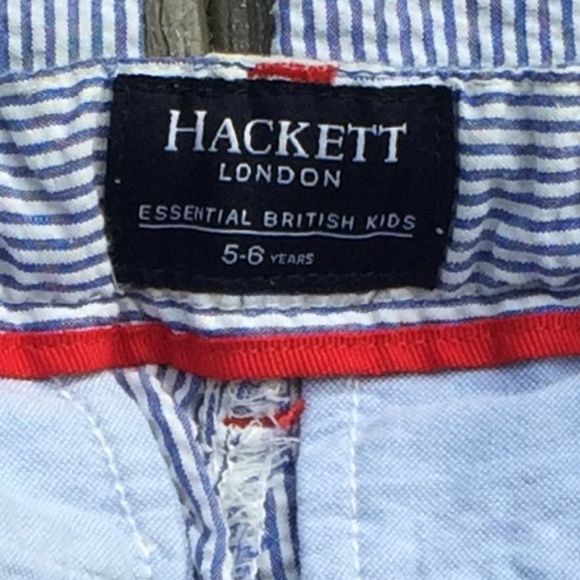 HACKETT
LONDON
ESSENTIAL BRITISH KIDS
5-6 YEARS